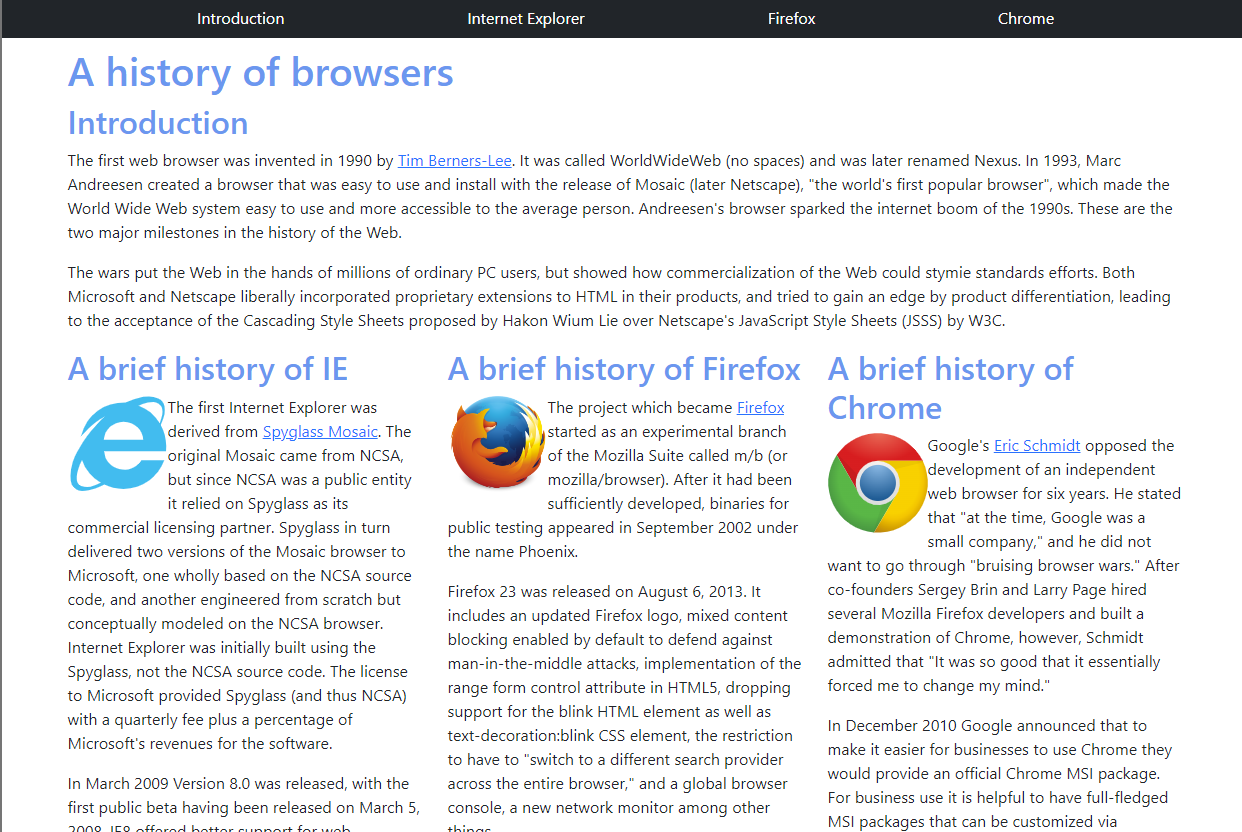 Introduction Internet Explorer Firefox Chrome
A history of browsers
Introduction
The first web browser was invented in 1990 by Tim Berners-Lee. It was called WorldWideWeb (no spaces) and was later renamed Nexus. In 1993, Marc
Andreesen created a browser that was easy to use and install with the release of Mosaic (later Netscape), "the world's first popular browser", which made the
World Wide Web system easy to use and more accessible to the average person. Andreesen's browser sparked the internet boom of the 1990s. These are the
two major milestones in the history of the Web.
The wars put the Web in the hands of millions of ordinary PC users, but showed how commercialization of the Web could stymie standards efforts. Both
Microsoft and Netscape liberally incorporated proprietary extensions to HTML in their products, and tried to gain an edge by product differentiation, leading
to the acceptance of the Cascading Style Sheets proposed by Hakon Wium Lie over Netscape's JavaScript Style Sheets (JSSS) by W3C.
A brief history of IE
The first Internet Explorer was
derived from Spyglass Mosaic. The
original Mosaic came from NCSA,
but since NCSA was a public entity
it relied on Spyglass as its
commercial licensing partner. Spyglass in turn
delivered two versions of the Mosaic browser to
Microsoft, one wholly based on the NCSA source
code, and another engineered from scratch but
conceptually modeled on the NCSA browser.
Internet Explorer was initially built using the
Spyglass, not the NCSA source code. The license
to Microsoft provided Spyglass (and thus NCSA)
with a quarterly fee plus a percentage of
Microsoft's revenues for the software.
In March 2009 Version 8.0 was released, with the
first public beta having been released on March 5,
2008. IE8 offered better support for web
A brief history of Firefox
The project which became Firefox
started as an experimental branch
of the Mozilla Suite called m/b (or
mozilla/browser). After it had been
sufficiently developed, binaries for
public testing appeared in September 2002 under
the name Phoenix.
Firefox 23 was released on August 6, 2013. It
includes an updated Firefox logo, mixed content
blocking enabled by default to defend against
man-in-the-middle attacks, implementation of the
range form control attribute in HTML5, dropping
support for the blink HTML element as well as
text-decoration:blink CSS element, the restriction
to have to "switch to a different search provider
across the entire browser," and a global browser
console, a new network monitor among other
things.
A brief history of
Chrome
Google's Eric Schmidt opposed the
development of an independent
web browser for six years. He stated
that "at the time, Google was a
small company," and he did not
want to go through "bruising browser wars." After
co-founders Sergey Brin and Larry Page hired
several Mozilla Firefox developers and built a
demonstration of Chrome, however, Schmidt
admitted that "It was so good that it essentially
forced me to change my mind."
In December 2010 Google announced that to
make it easier for businesses to use Chrome they
would provide an official Chrome MSI package.
For business use it is helpful to have full-fledged
MSI packages that can be customized via